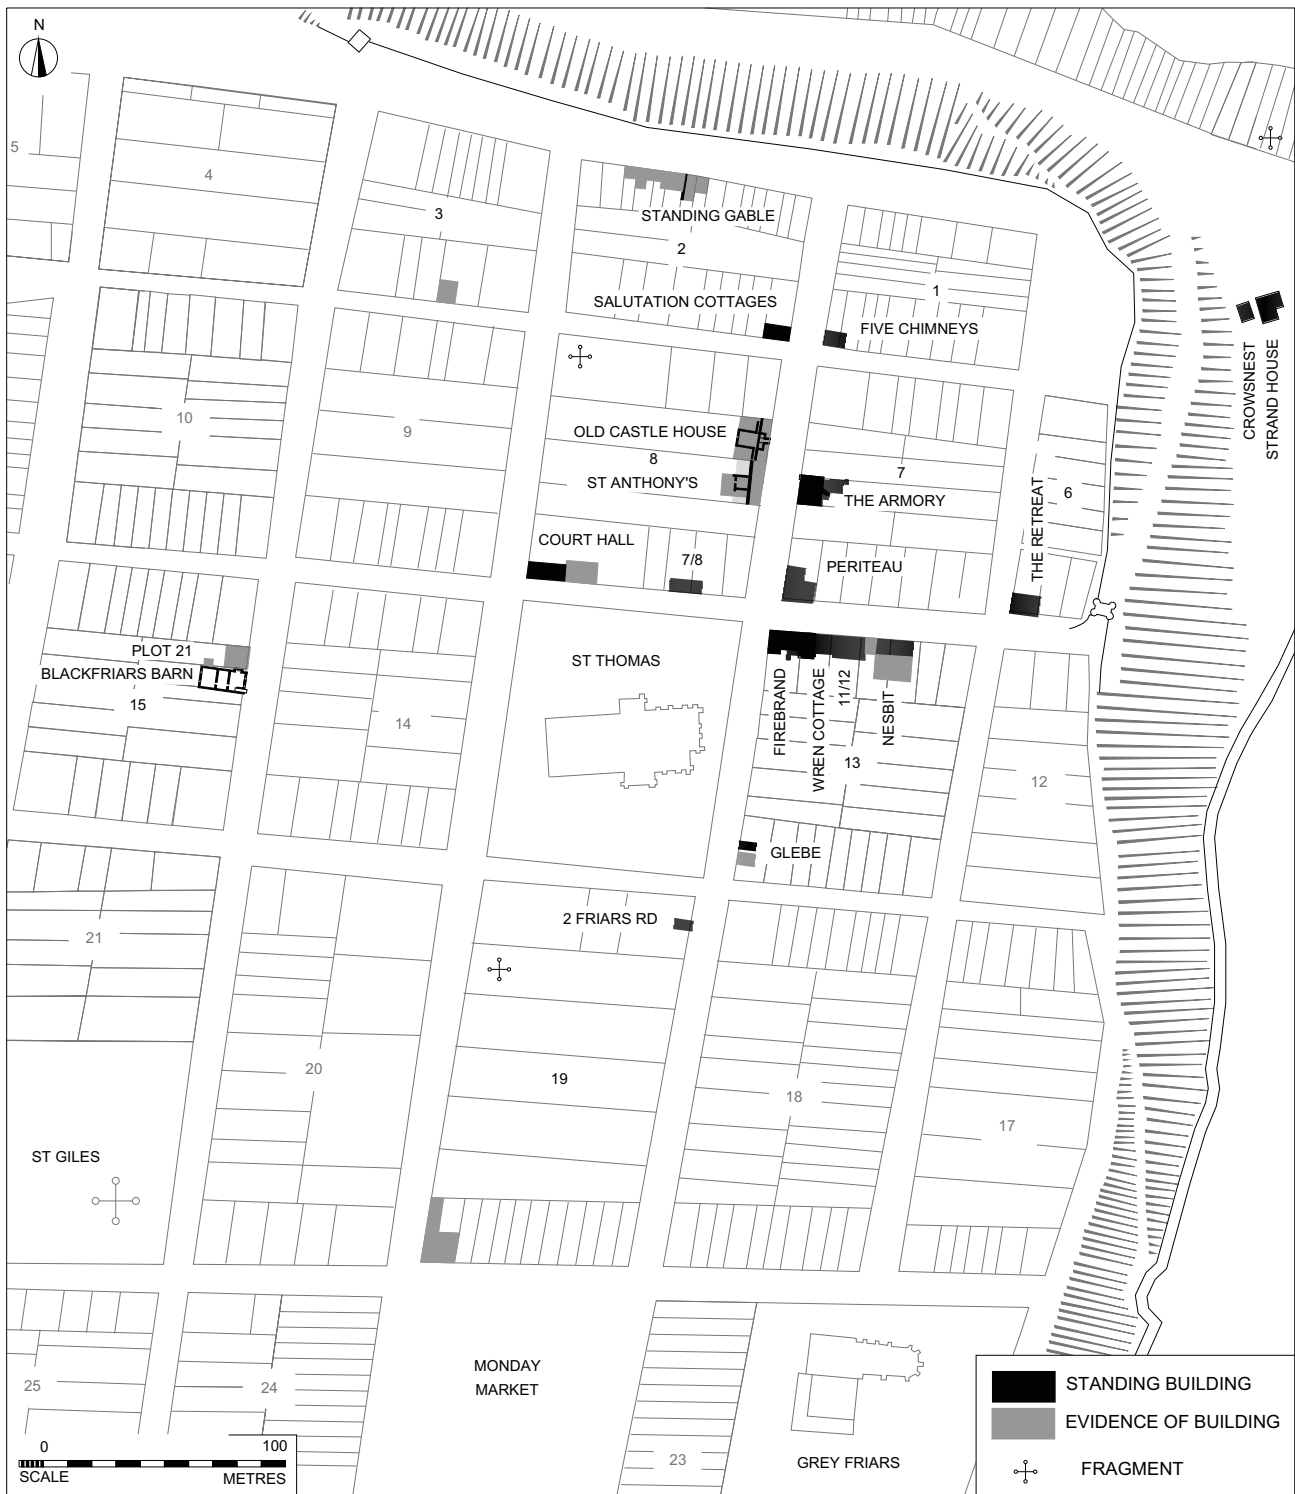 N
5
4
3
STANDING GABLE
2
1
SALUTATION COTTAGES
FIVE CHIMNEYS
CROWSNEST
STRAND HOUSE
10
9
OLD CASTLE HOUSE
8
ST ANTHONY'S
7
THE ARMORY
6
THE RETREAT
COURT HALL
7/8
PERITEAU
PLOT 21
BLACKFRIARS BARN
15
14
ST THOMAS
FIREBRAND
WREN COTTAGE
11/12
NESBIT
13
12
GLEBE
21
2 FRIARS RD
20
19
18
17
ST GILES
MONDAY
MARKET
25
24
23
GREY FRIARS
0 100
SCALE METRES
STANDING BUILDING
EVIDENCE OF BUILDING
FRAGMENT